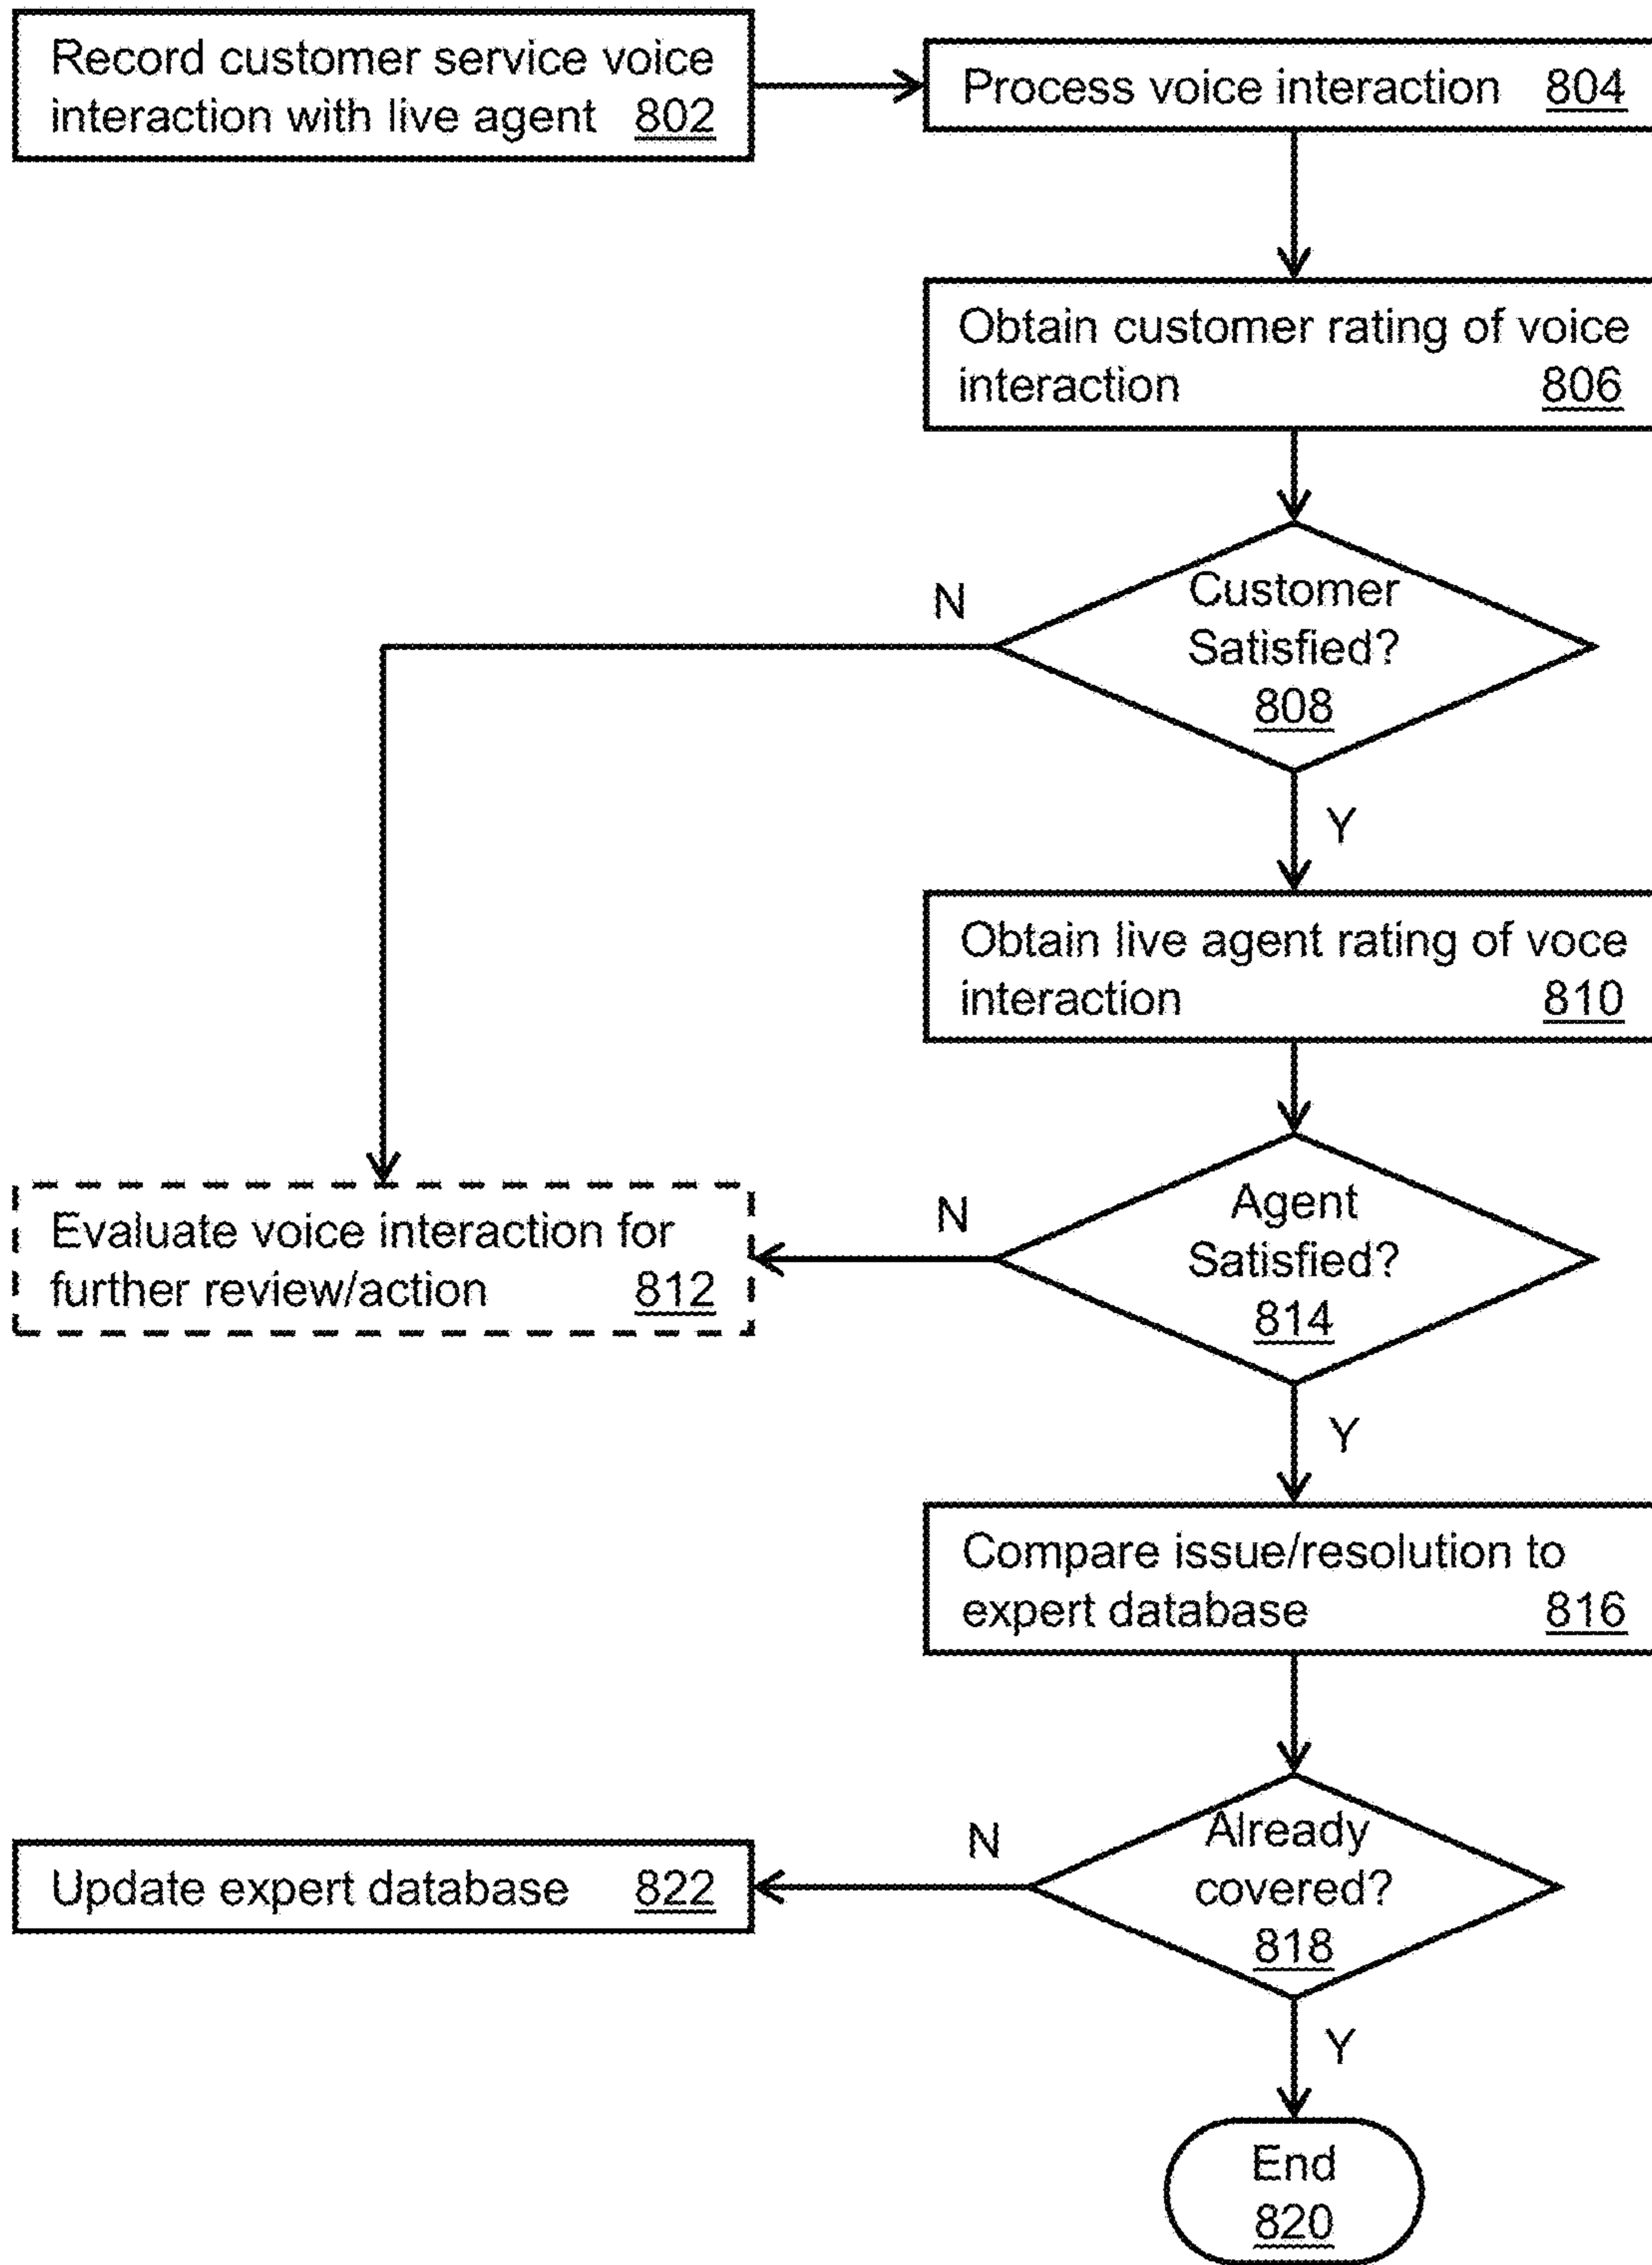 Record customer service voice
interaction with live agent 802
Process voice interaction 804
Obtain customer rating of voice
interaction 806
Customer
Satisfied?
808
N
Y
Obtain live agent rating of voce
interaction 810
Agent
Satisfied?
814
N
Evaluate voice interaction for
further review/action 812
Y
Compare issue/resolution to
expert database 816
Already
covered?
818
N
Update expert database 822
Y
End
820